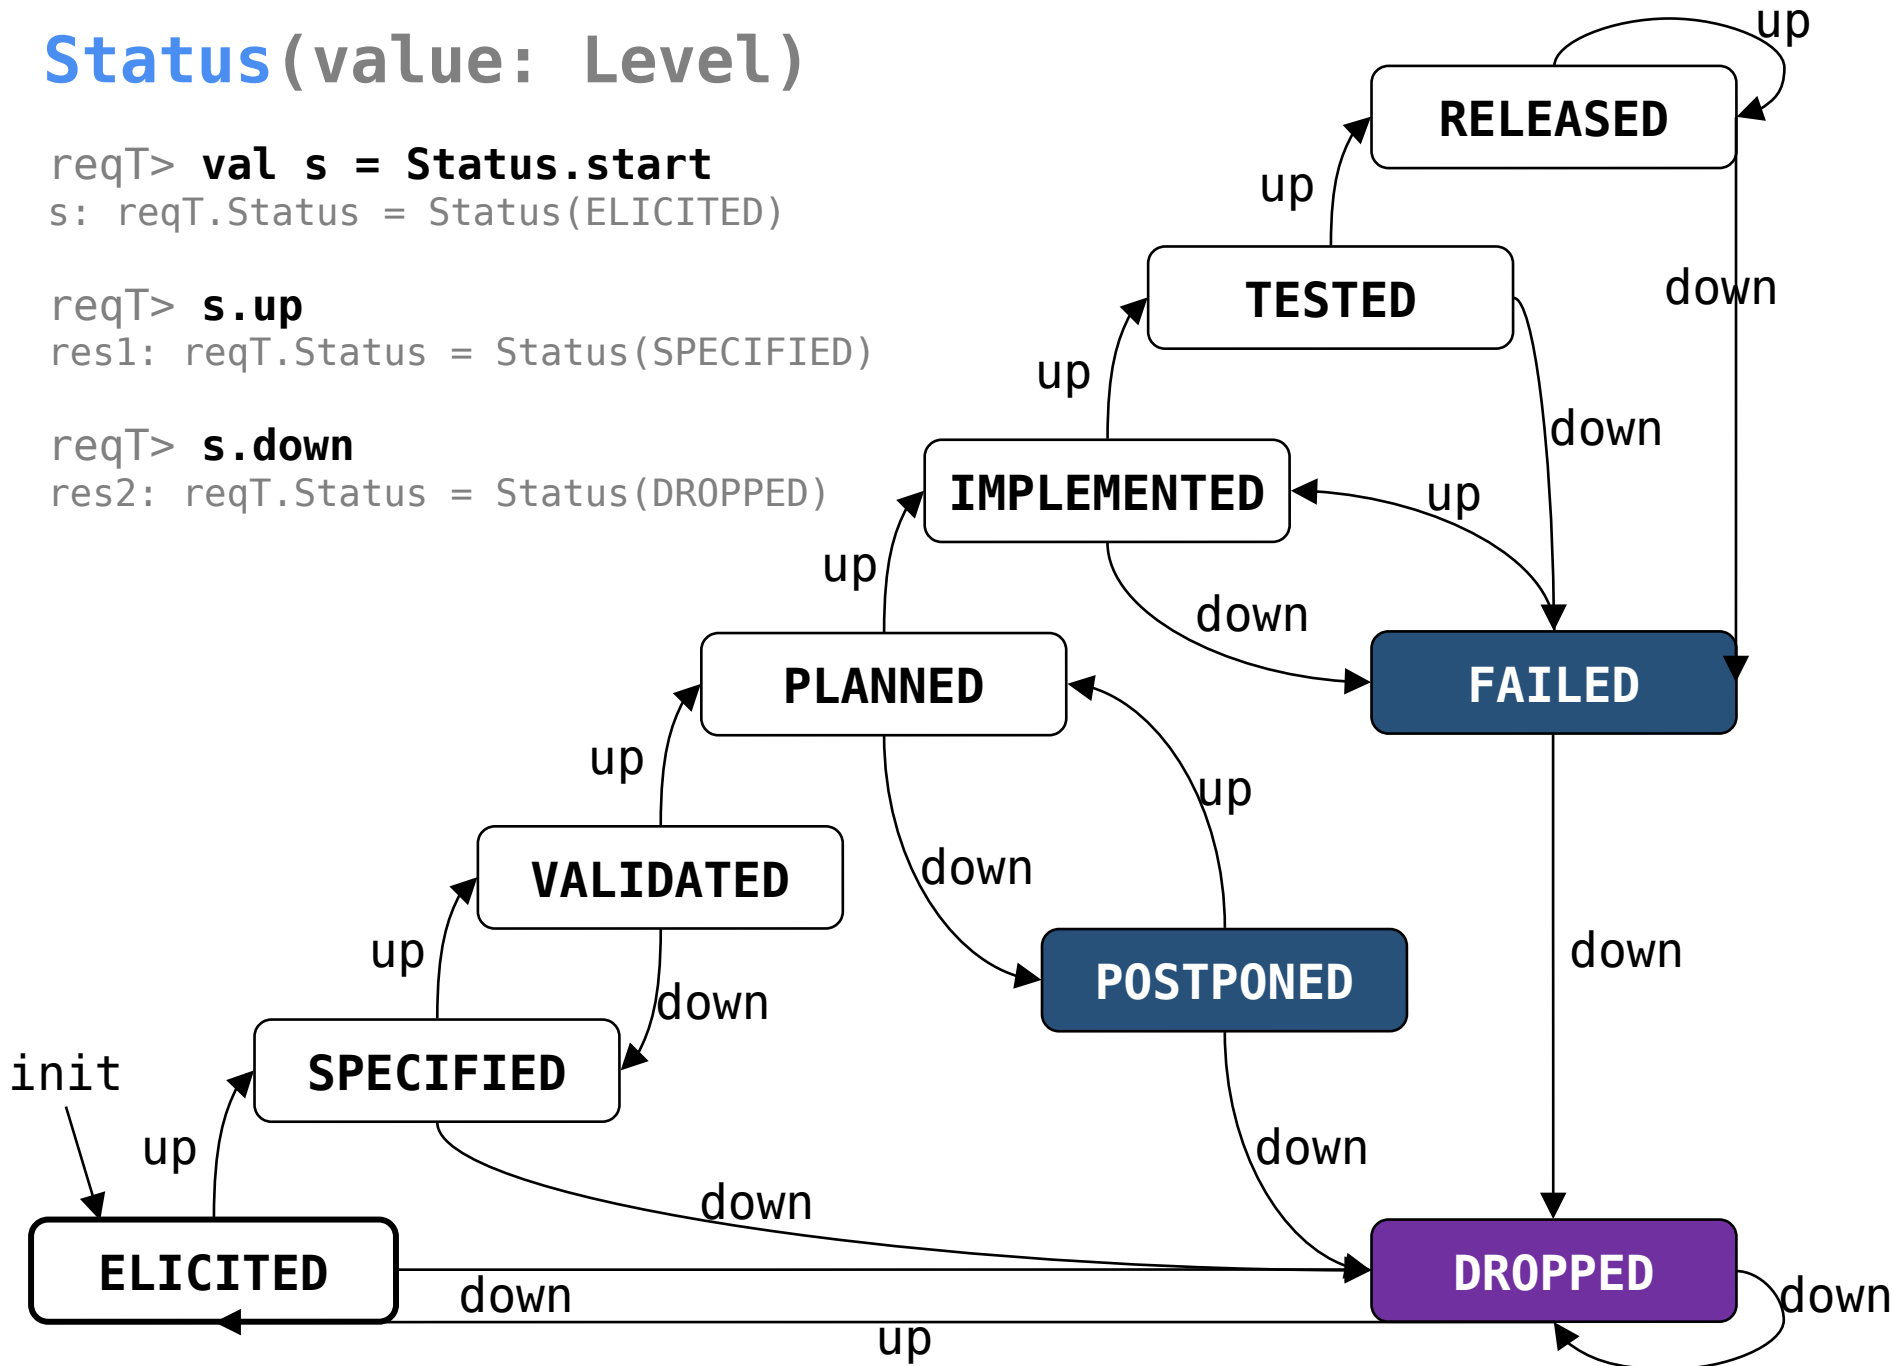 Status(value: Level)
reqT> val s = Status.start
s: reqT.Status = Status(ELICITED)
reqT> s.up
res1: reqT.Status = Status(SPECIFIED)
reqT> s.down
res2: reqT.Status = Status(DROPPED)
up
RELEASED
up
down
TESTED
up
down
IMPLEMENTED
up
up
down
PLANNED
FAILED
up
up
down
VALIDATED
up
down
down
POSTPONED
down
init
SPECIFIED
up
down
down
ELICITED
down
DROPPED
down
up